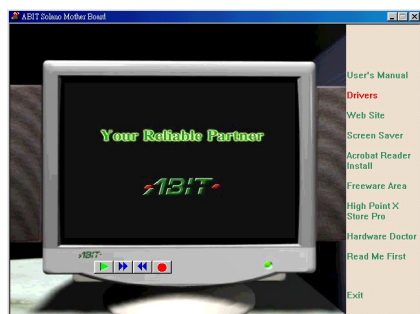 ABIT Solano Mother Board
Your Reliable Partner
ABIT
ABIT
User's Manual
Drivers
Web Site
Screen Saver
Acrobat Reader
Install
Freeware Area
High Point X
Store Pro
Hardware Doctor
Read Me First
Exit